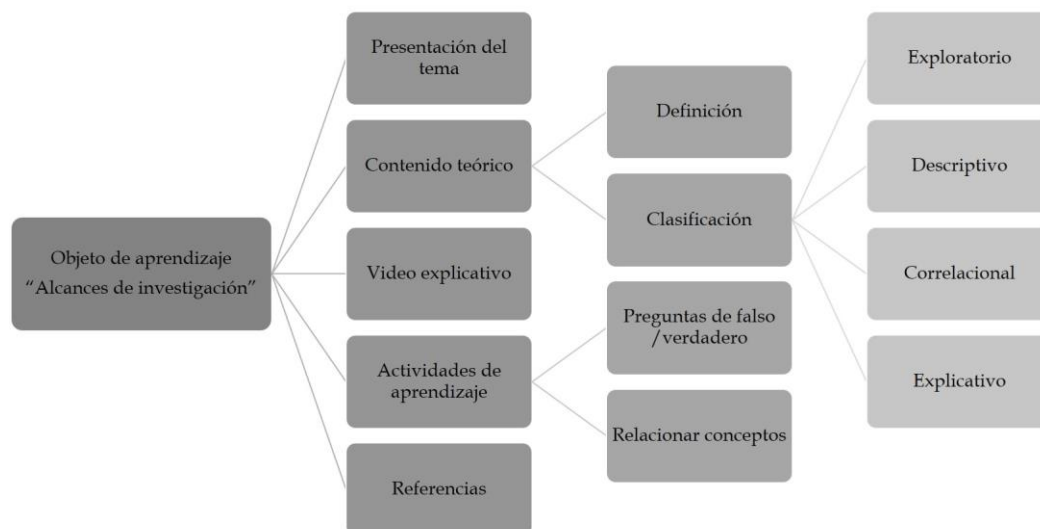 Objeto de aprendizaje
“Alcances de investigación”
Presentación del
tema
Contenido teórico
Video explicativo
Actividades de
aprendizaje
Referencias
Definición
Clasificación
Preguntas de falso
/verdadero
Relacionar conceptos
Exploratorio
Descriptivo
Correlacional
Explicativo